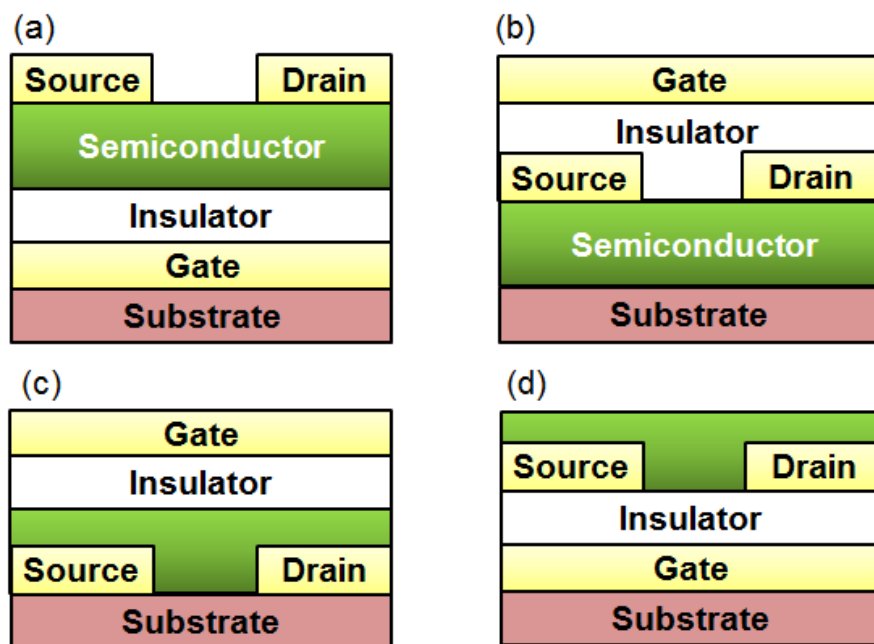 (a)
Source Drain
Semiconductor
Insulator
Gate
Substrate
(b)
Gate
Insulator
Source Drain
Semiconductor
Substrate
(c)
Gate
Insulator
Source Drain
Substrate
(d)
Source Drain
Insulator
Gate
Substrate